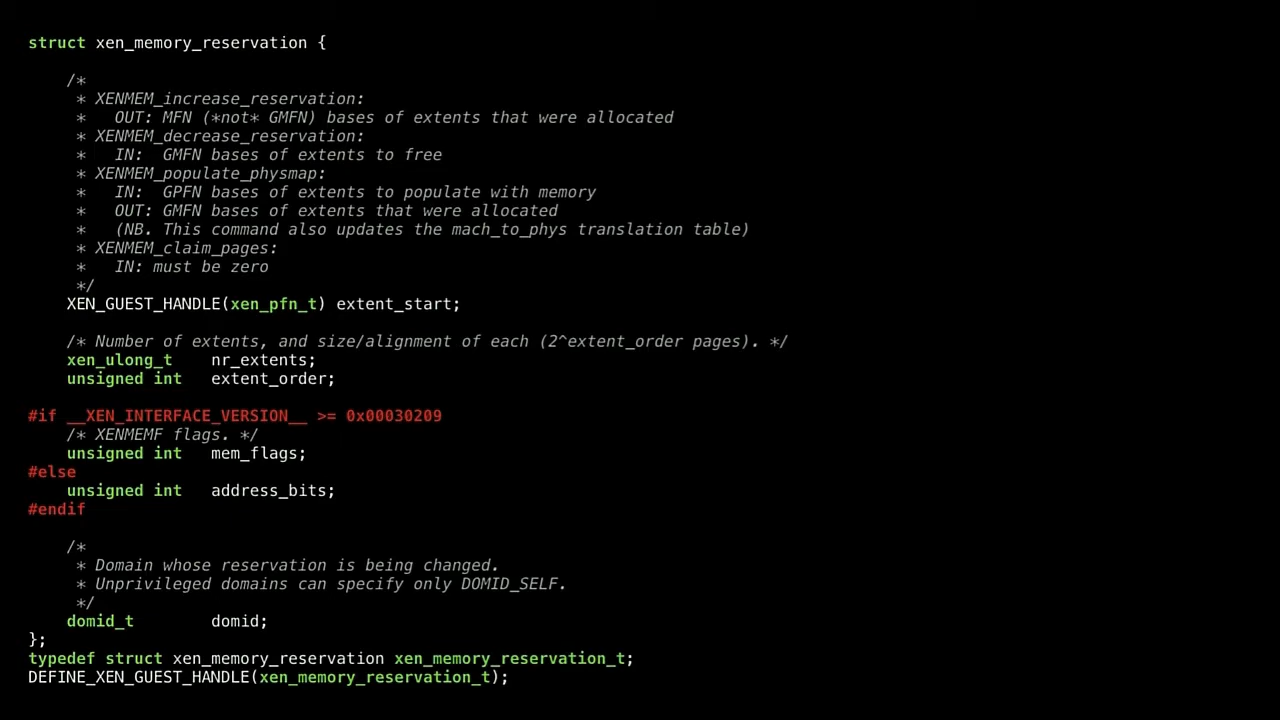 struct xen_memory_reservation {
/*
* XENMEM_increase_reservation:
*   OUT: MFN (*not* GMFN) bases of extents that were allocated
* XENMEM_decrease_reservation:
*   IN:  GMFN bases of extents to free
* XENMEM_populate_physmap:
*   IN:  GPFN bases of extents to populate with memory
*   OUT: GMFN bases of extents that were allocated
*   (NB. This command also updates the mach_to_phys translation table)
* XENMEM_claim_pages:
*   IN: must be zero
*/
XEN_GUEST_HANDLE(xen_pfn_t) extent_start;
/* Number of extents, and size/alignment of each (2^extent_order pages). */
xen_ulong_t    nr_extents;
unsigned int   extent_order;
#if __XEN_INTERFACE_VERSION__ >= 0x00030209
/* XENMEMF flags. */
unsigned int   mem_flags;
#else
unsigned int   address_bits;
#endif
/*
* Domain whose reservation is being changed.
* Unprivileged domains can specify only DOMID_SELF.
*/
domid_t        domid;
};
typedef struct xen_memory_reservation xen_memory_reservation_t;
DEFINE_XEN_GUEST_HANDLE(xen_memory_reservation_t);